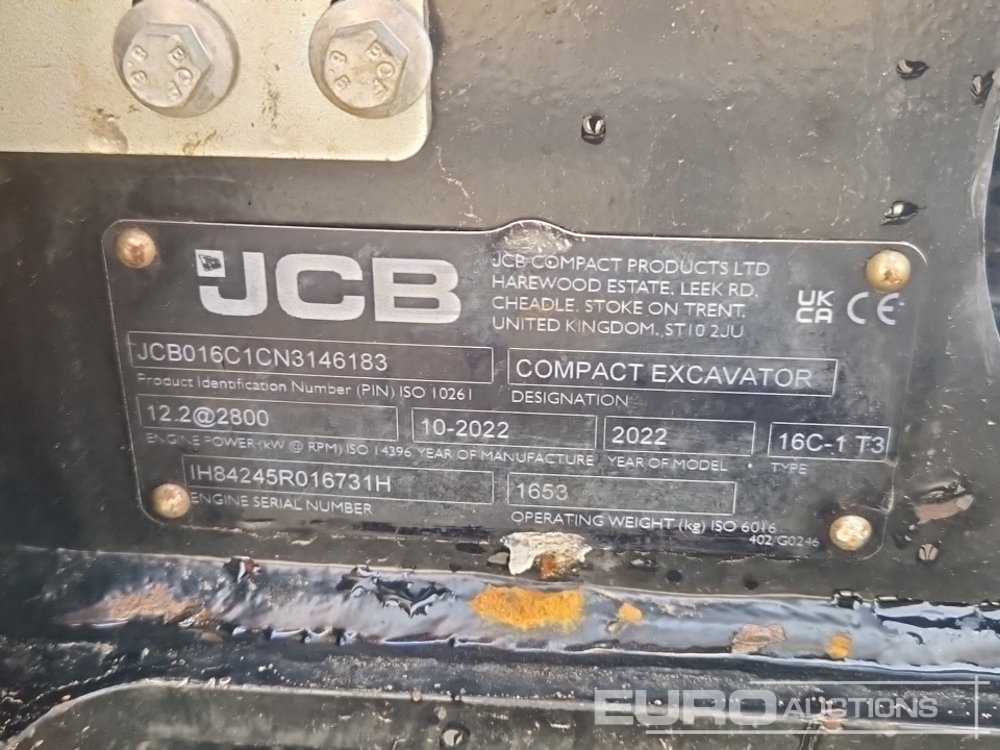 JCB
JCB COMPACT PRODUCTS LTD
HAREWOOD ESTATE, LEEK RD,
CHEADLE, STOKE ON TRENT,
UNITED KINGDOM., ST10 2JU
UK
CA
CE
JCB016C1CN3146183
Product Identification Number (PIN) ISO 10261
COMPACT EXCAVATOR
DESIGNATION
12.2@2800
ENGINE POWER (kW @ RPM) ISO 14396
10-2022
YEAR OF MANUFACTURE
2022
YEAR OF MODEL
16C-1 T3
TYPE
IH84245R016731H
ENGINE SERIAL NUMBER
1653
OPERATING WEIGHT (kg) ISO 6016
402/G0246
EURO AUCTIONS